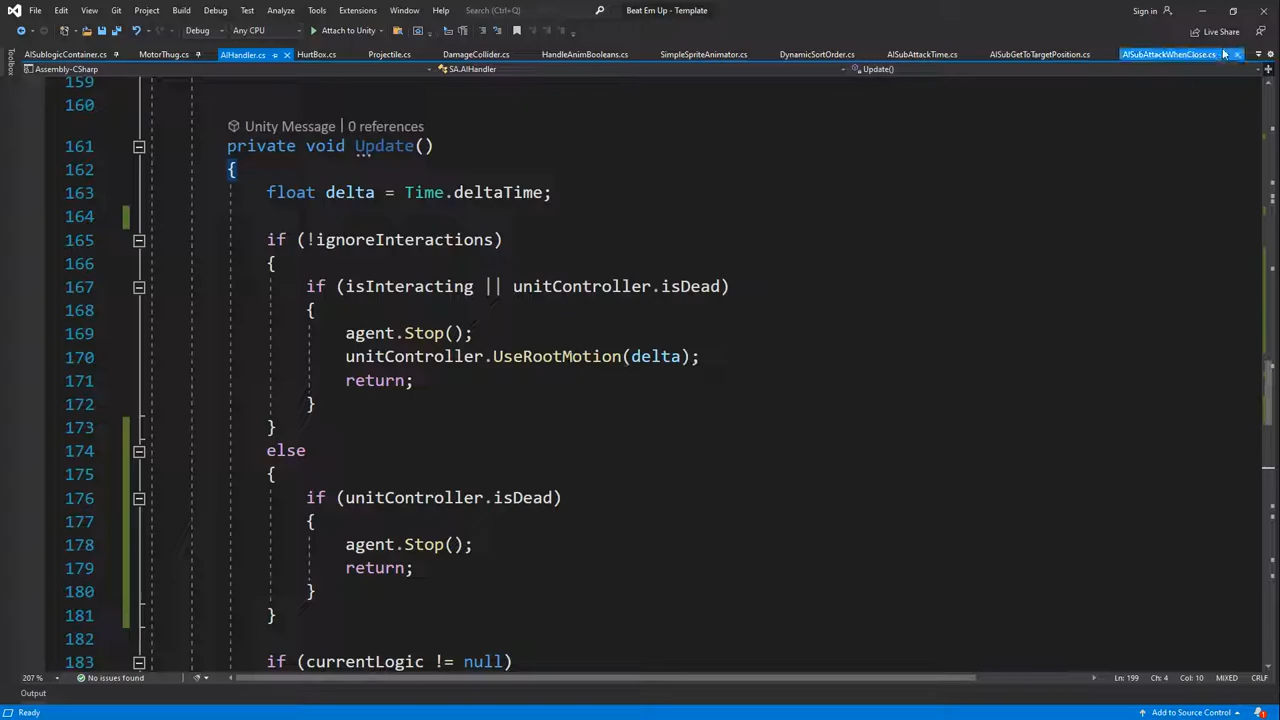 File Edit View Git Project Build Debug Test Analyze Tools Extensions Window Help Search (Ctrl+Q) Beat Em Up - Template Sign in
Debug Any CPU Attach to Unity Live Share
AISublogicContainer.cs MotorThug.cs AIHandler.cs HurtBox.cs Projectile.cs DamageCollider.cs HandleAnimBooleans.cs SimpleSpriteAnimator.cs DynamicSortOrder.cs AISubAttackTime.cs AISubGetToTargetPosition.cs AISubAttackWhenClose.cs
Toolbox
Assembly-CSharp SA.AIHandler Update()
159
160
Unity Message | 0 references
161 private void Update()
162 {
163 float delta = Time.deltaTime;
164
165 if (!ignoreInteractions)
166 {
167 if (isInteracting || unitController.isDead)
168 {
169 agent.Stop();
170 unitController.UseRootMotion(delta);
171 return;
172 }
173 }
174 else
175 {
176 if (unitController.isDead)
177 {
178 agent.Stop();
179 return;
180 }
181 }
182
183 if (currentLogic != null)
207 % No issues found Ln: 199 Ch: 4 Col: 10 MIXED CRLF
Output
Ready Add to Source Control 1